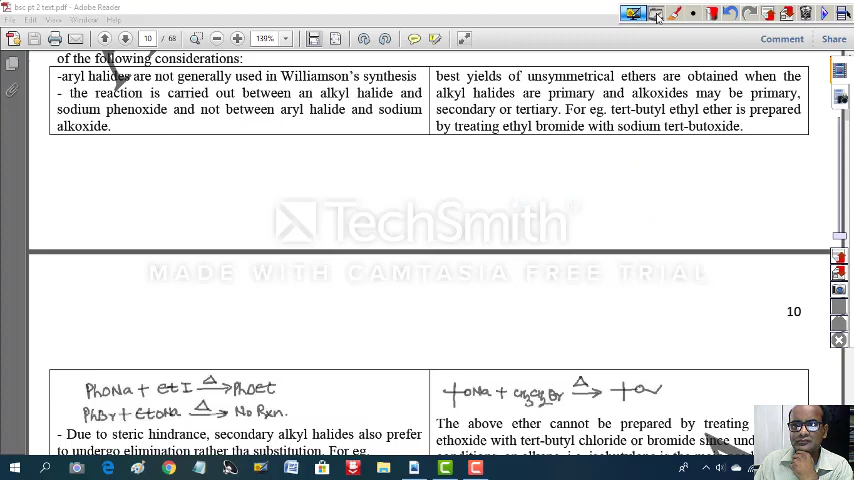 bsc pt 2 text.pdf - Adobe Reader
File Edit View Window Help
10 / 68 139% Comment Share
of the following considerations:
-aryl halides are not generally used in Williamson's synthesis
- the reaction is carried out between an alkyl halide and
sodium phenoxide and not between aryl halide and sodium
alkoxide.
best yields of unsymmetrical ethers are obtained when the
alkyl halides are primary and alkoxides may be primary,
secondary or tertiary. For eg. tert-butyl ethyl ether is prepared
by treating ethyl bromide with sodium tert-butoxide.
TechSmith®
MADE WITH CAMTASIA FREE TRIAL
10
PhONa + etI Δ→ PhOet
PhBr + EtONa Δ→ No Rxn.
- Due to steric hindrance, secondary alkyl halides also prefer
to undergo elimination rather tha substitution. For eg.
ONa + CH3CH2Br Δ→ O
The above ether cannot be prepared by treating
ethoxide with tert-butyl chloride or bromide since und